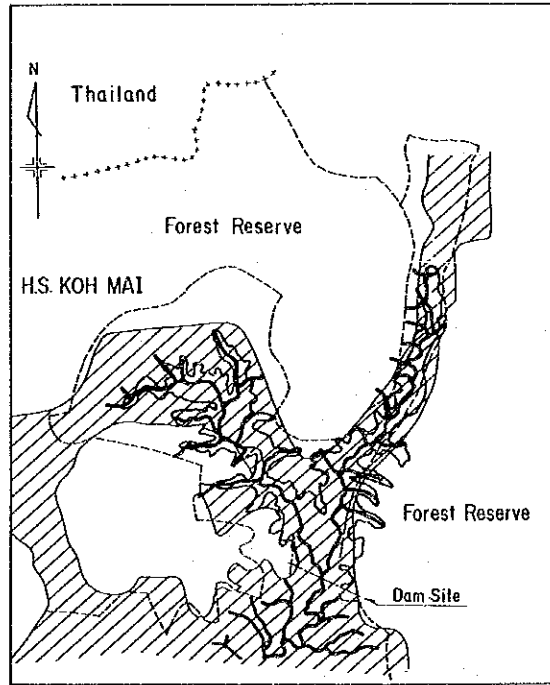 N
Thailand
Forest Reserve
H.S. KOH MAI
Forest Reserve
Dam Site